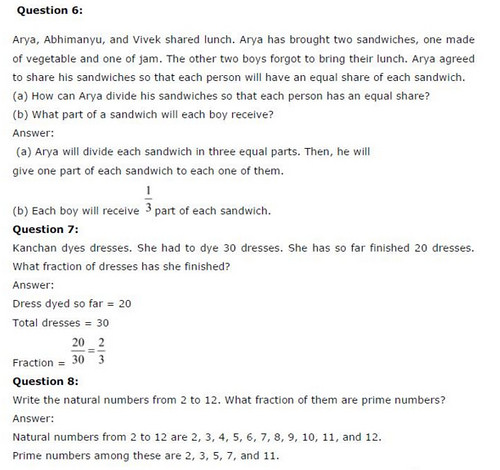 Question 6:
Arya, Abhimanyu, and Vivek shared lunch. Arya has brought two sandwiches, one made
of vegetable and one of jam. The other two boys forgot to bring their lunch. Arya agreed
to share his sandwiches so that each person will have an equal share of each sandwich.
(a) How can Arya divide his sandwiches so that each person has an equal share?
(b) What part of a sandwich will each boy receive?
Answer:
(a) Arya will divide each sandwich in three equal parts. Then, he will
give one part of each sandwich to each one of them.
(b) Each boy will receive 1/3 part of each sandwich.
Question 7:
Kanchan dyes dresses. She had to dye 30 dresses. She has so far finished 20 dresses.
What fraction of dresses has she finished?
Answer:
Dress dyed so far = 20
Total dresses = 30
Fraction = 20/30 = 2/3
Question 8:
Write the natural numbers from 2 to 12. What fraction of them are prime numbers?
Answer:
Natural numbers from 2 to 12 are 2, 3, 4, 5, 6, 7, 8, 9, 10, 11, and 12.
Prime numbers among these are 2, 3, 5, 7, and 11.